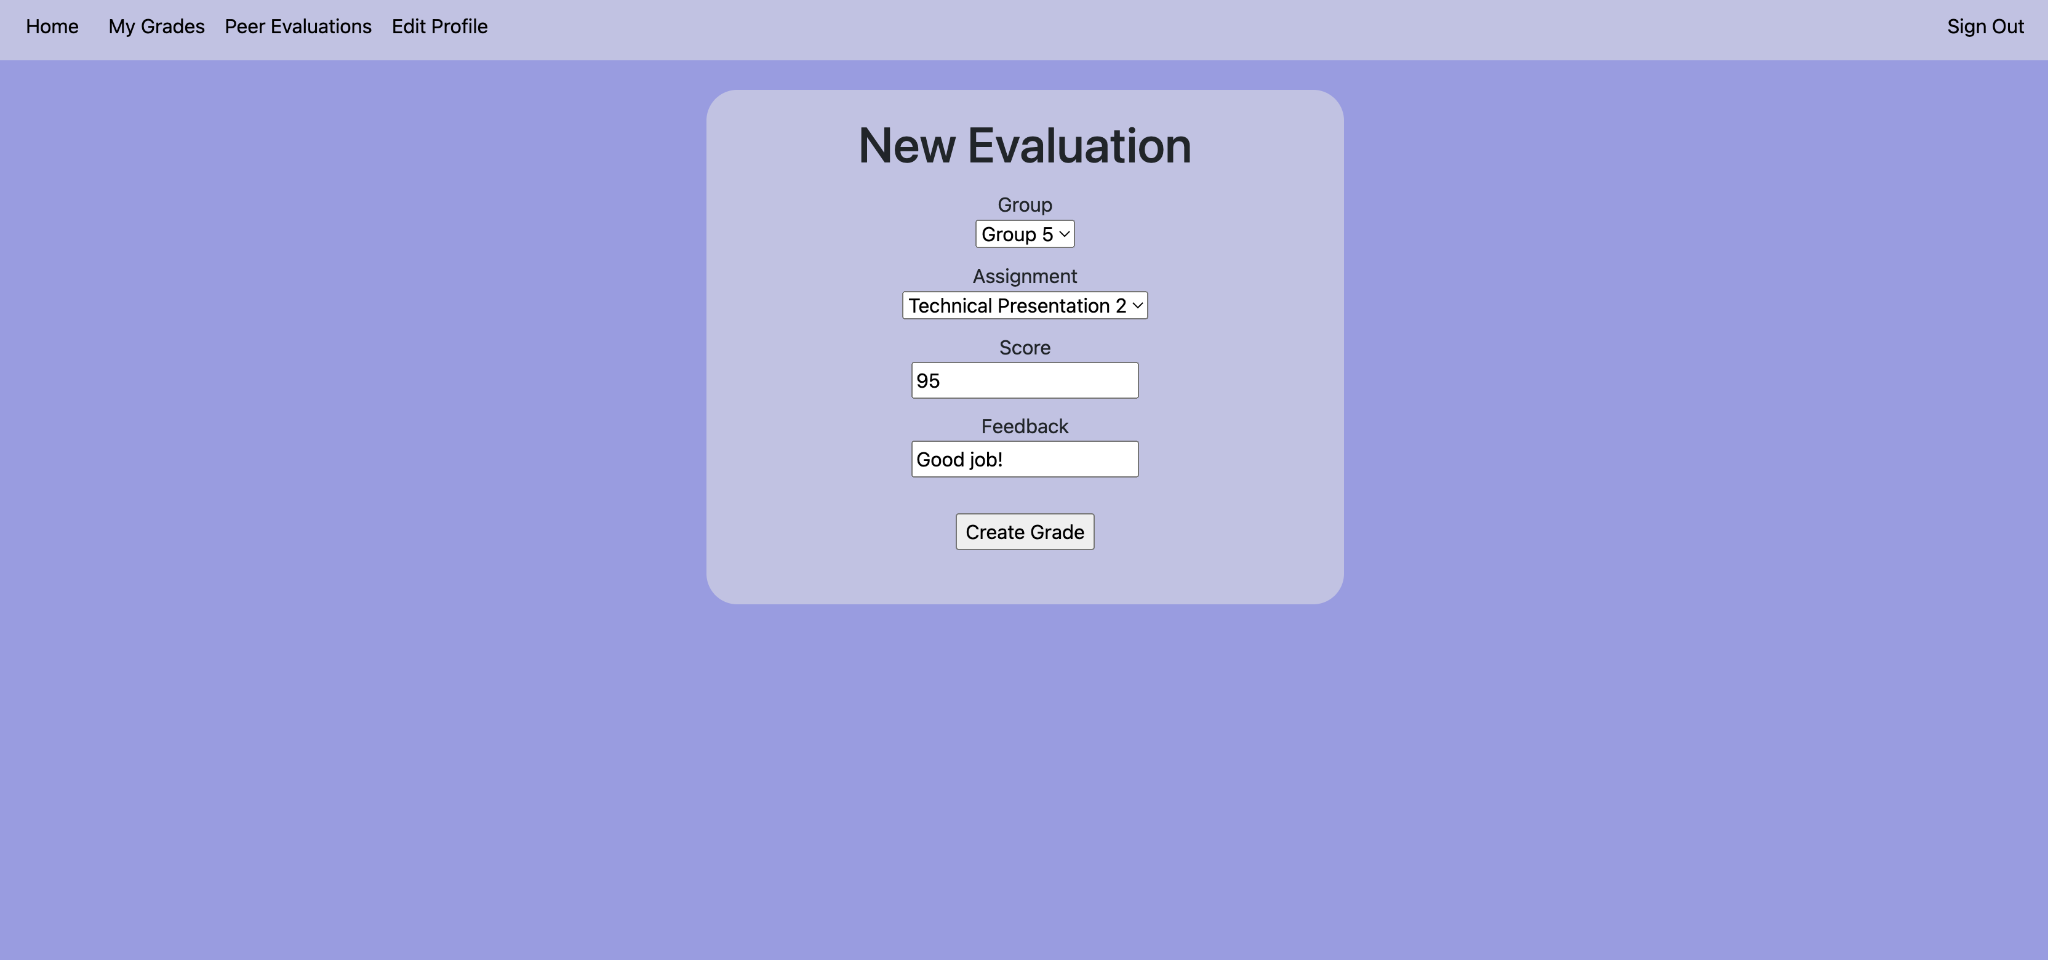 Home My Grades Peer Evaluations Edit Profile Sign Out
New Evaluation
Group
Group 5
Assignment
Technical Presentation 2
Score
95
Feedback
Good job!
Create Grade